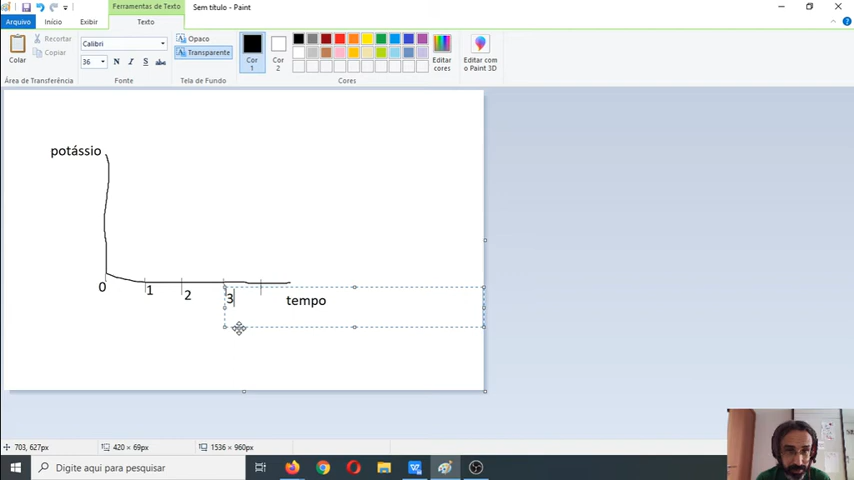 Ferramentas de Texto
Sem título - Paint
Arquivo
Início
Exibir
Texto
Colar
Recortar
Copiar
Área de Transferência
Calibri
36
N I S abc
Fonte
Opaco
Transparente
Tela de Fundo
Cor
1
Cor
2
Cores
Editar
cores
Editar com
o Paint 3D
potássio
0
1
2
3
tempo
703, 627px
420 × 69px
1536 × 960px
Digite aqui para pesquisar